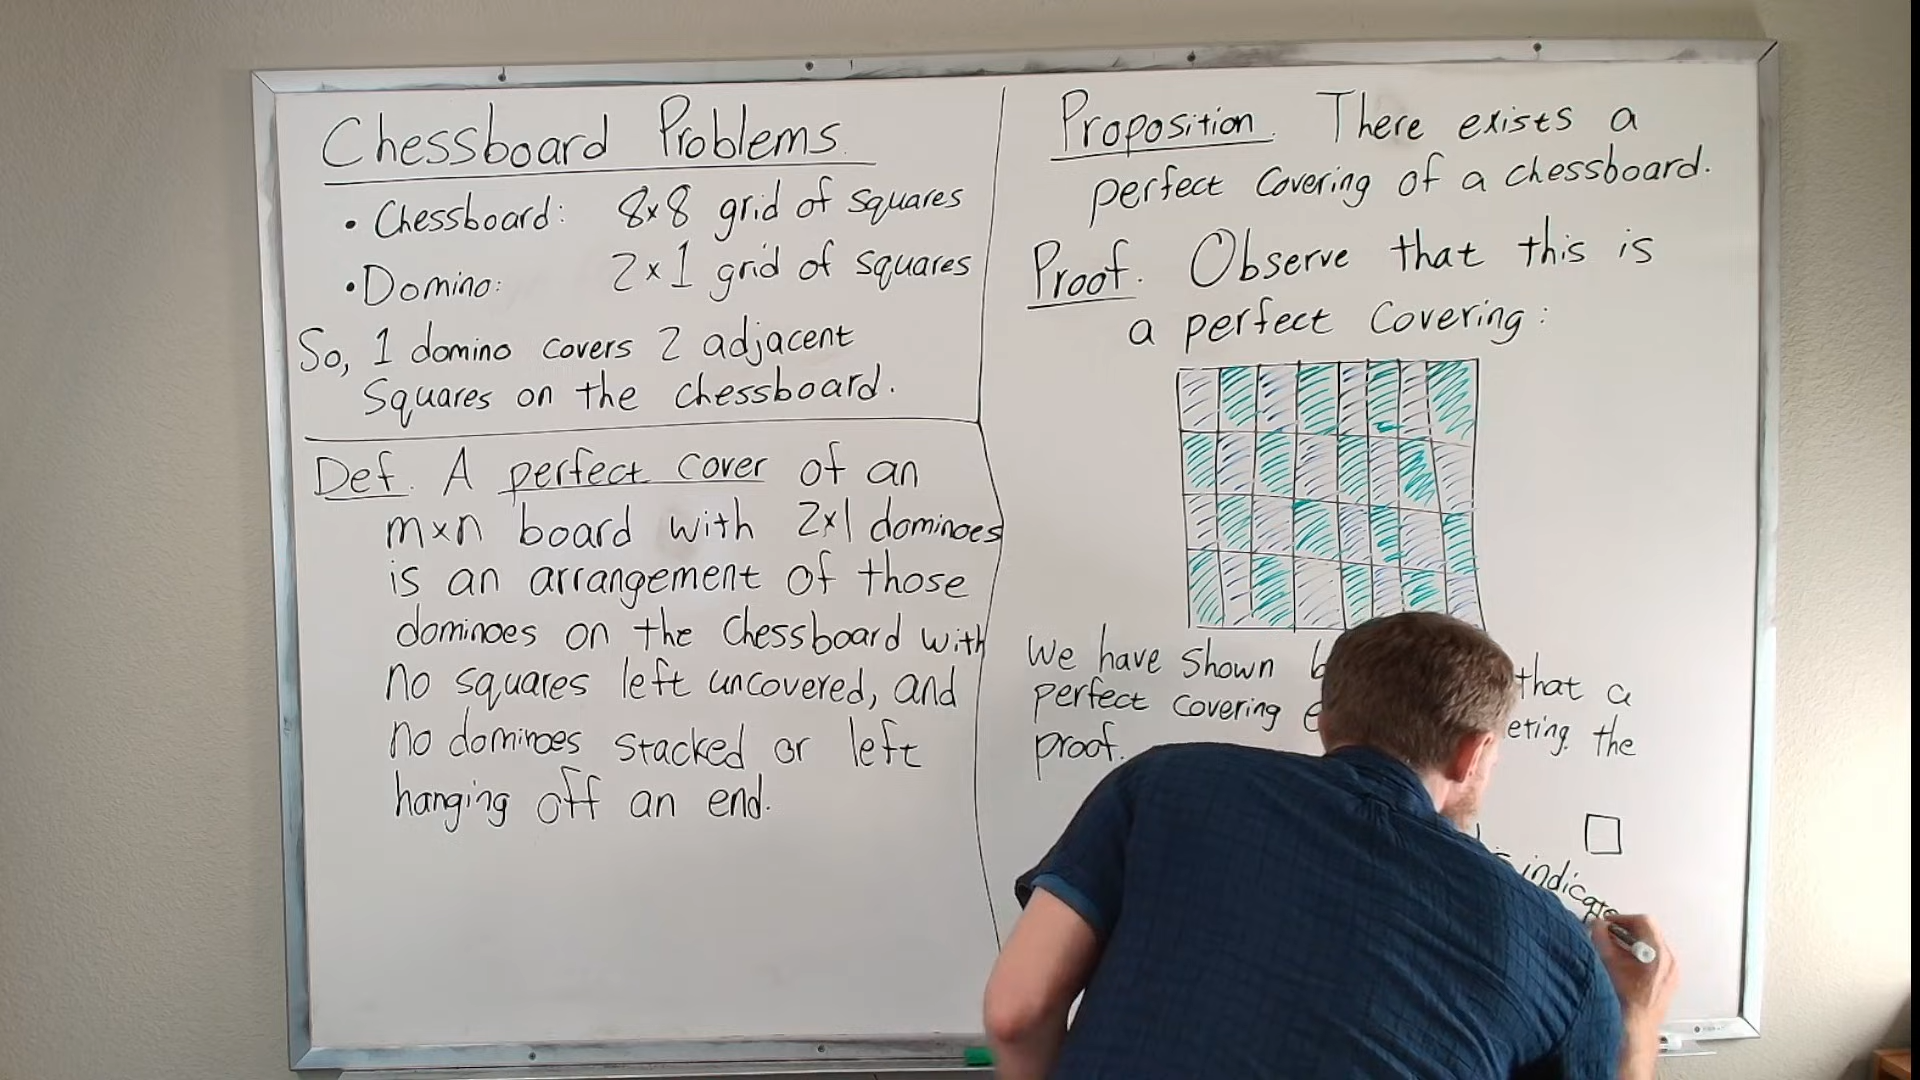 Chessboard Problems.
• Chessboard: 8×8 grid of squares
• Domino: 2×1 grid of squares
So, 1 domino covers 2 adjacent
squares on the chessboard.
Def. A perfect cover of an
m×n board with 2×1 dominoes
is an arrangement of those
dominoes on the chessboard with
no squares left uncovered, and
no dominoes stacked or left
hanging off an end.
Proposition. There exists a
perfect covering of a chessboard.
Proof. Observe that this is
a perfect covering:
We have shown that a
perfect covering the
proof.